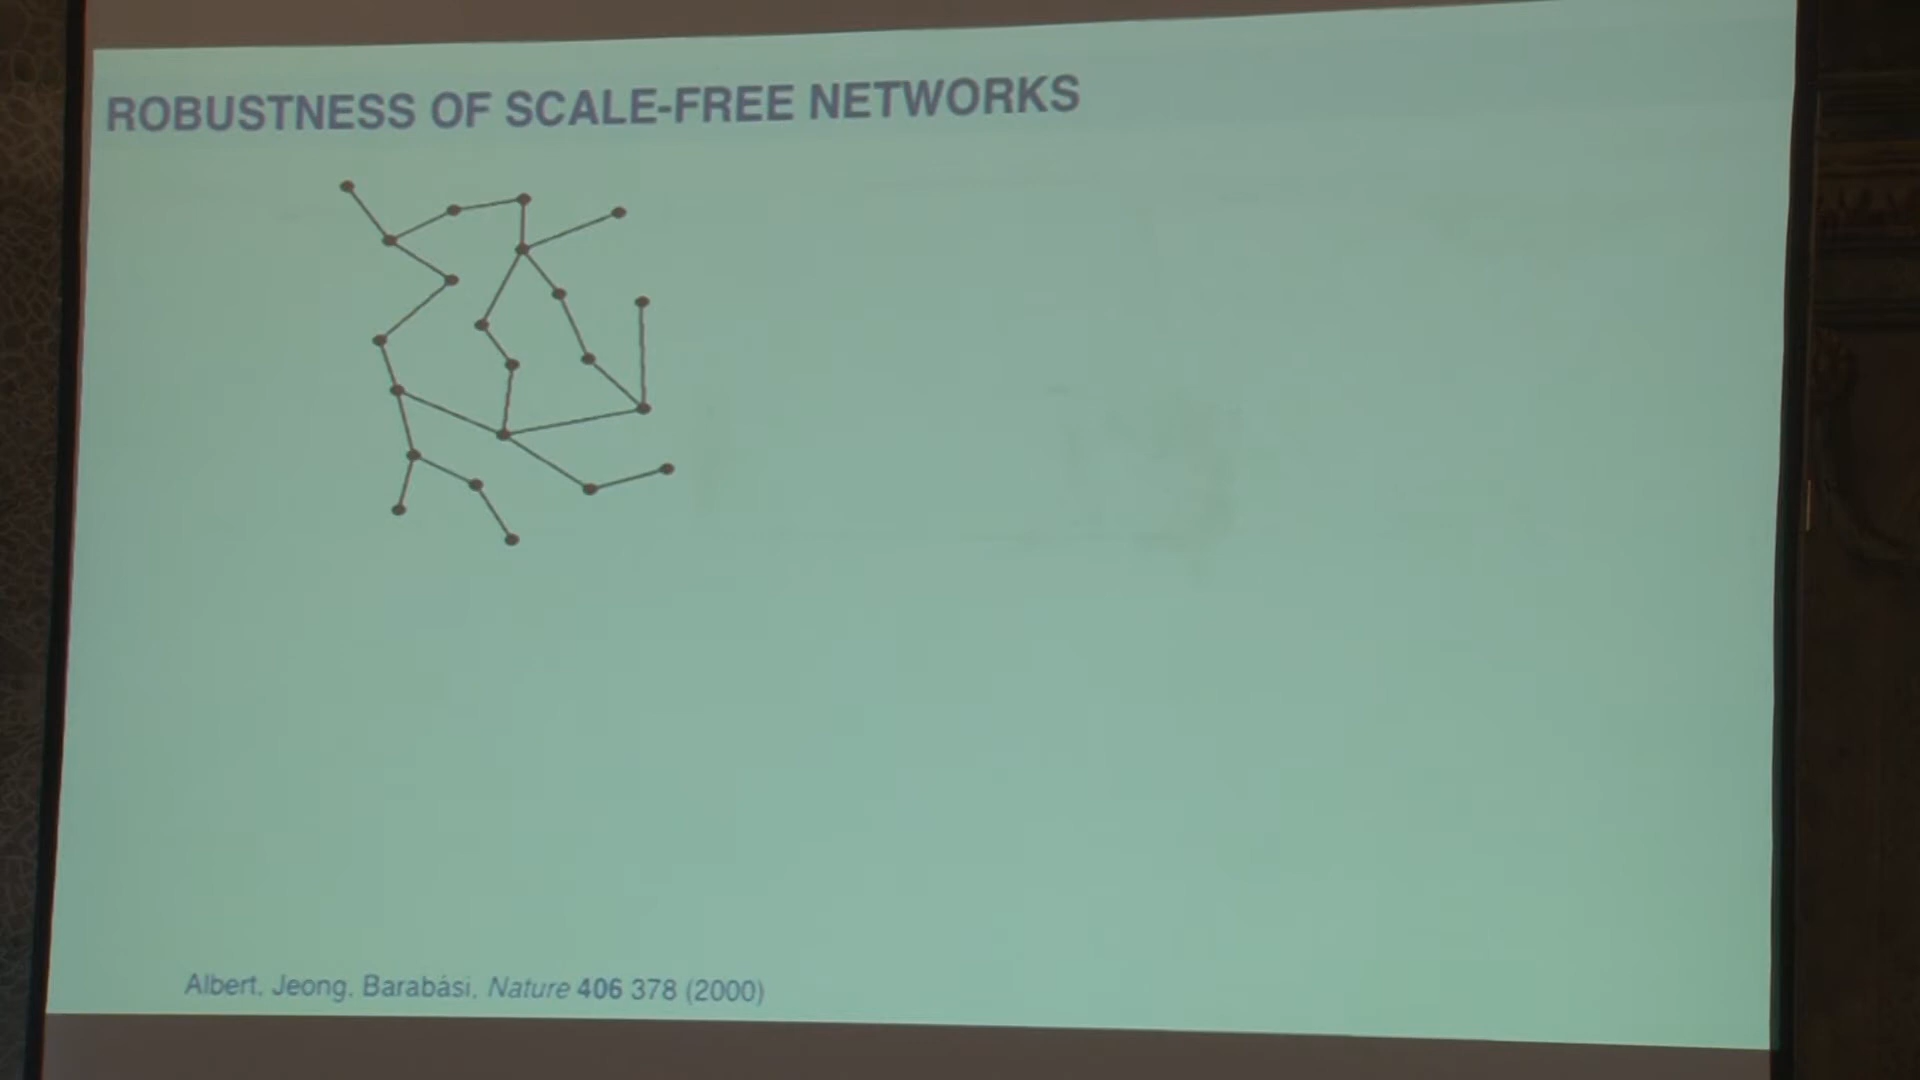 ROBUSTNESS OF SCALE-FREE NETWORKS
Albert, Jeong, Barabási, Nature 406 378 (2000)